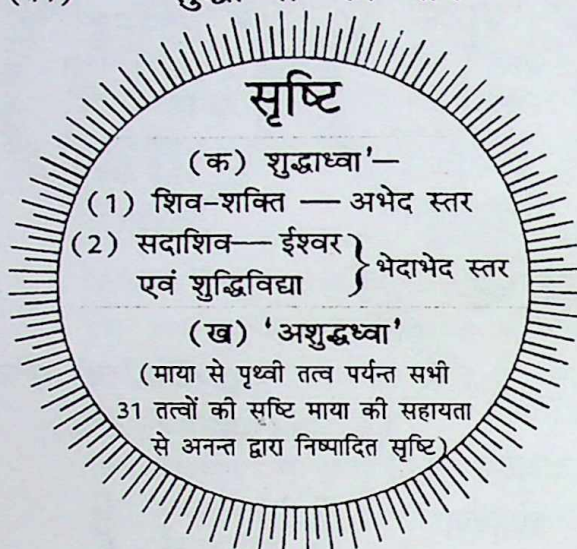 सृष्टि
(क) शुद्धाध्वा'—
(1) शिव-शक्ति — अभेद स्तर
(2) सदाशिव— ईश्वर
एवं शुद्धिविद्या } भेदाभेद स्तर
(ख) 'अशुद्धध्वा'
(माया से पृथ्वी तत्व पर्यन्त सभी
31 तत्वों की सष्टि माया की सहायता
से अनन्त द्वारा निष्पादित सृष्टि)